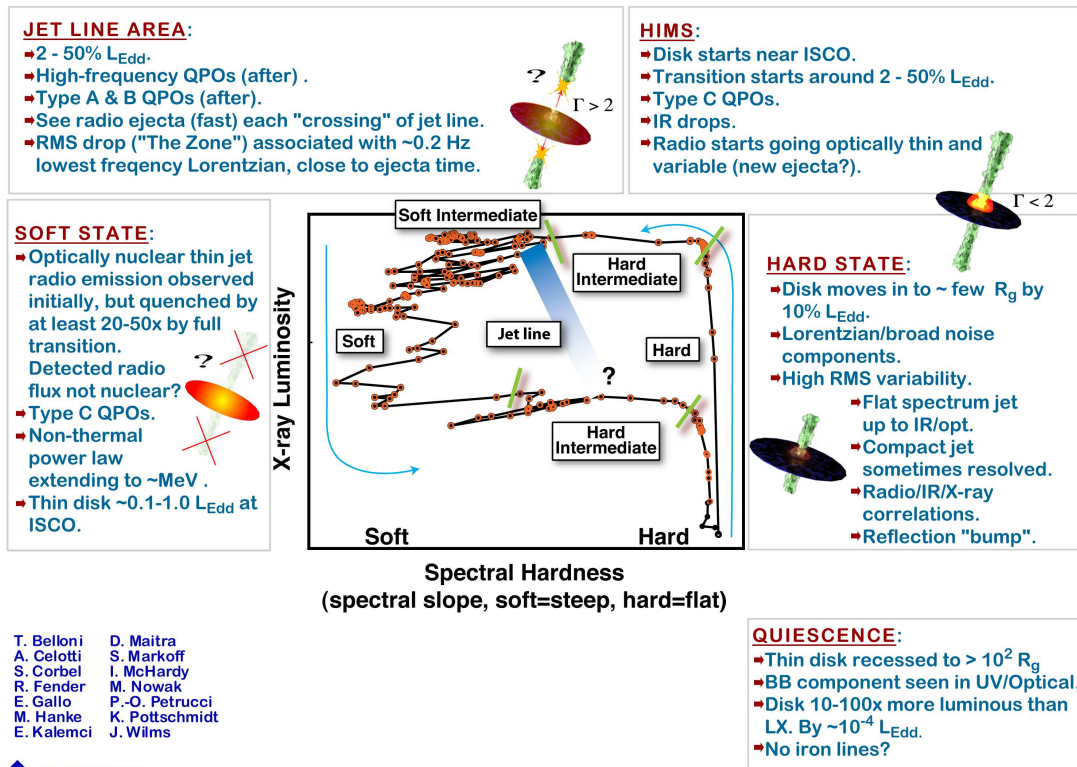 JET LINE AREA:
➡2 - 50% L_Edd.
➡High-frequency QPOs (after) .
➡Type A & B QPOs (after).
➡See radio ejecta (fast) each "crossing" of jet line.
➡RMS drop ("The Zone") associated with ~0.2 Hz
lowest freqency Lorentzian, close to ejecta time.
?
Γ > 2
HIMS:
➡Disk starts near ISCO.
➡Transition starts around 2 - 50% L_Edd.
➡Type C QPOs.
➡IR drops.
➡Radio starts going optically thin and
variable (new ejecta?).
Γ < 2
SOFT STATE:
➡Optically nuclear thin jet
radio emission observed
initially, but quenched by
at least 20-50x by full
transition.
Detected radio
flux not nuclear?
➡Type C QPOs.
➡Non-thermal
power law
extending to ~MeV .
➡Thin disk ~0.1-1.0 L_Edd at
ISCO.
?
X-ray Luminosity
Soft Intermediate
Hard
Intermediate
Soft
Jet line
Hard
?
Hard
Intermediate
Soft
Hard
Spectral Hardness
(spectral slope, soft=steep, hard=flat)
HARD STATE:
➡Disk moves in to ~ few R_g by
10% L_Edd.
➡Lorentzian/broad noise
components.
➡High RMS variability.
➡Flat spectrum jet
up to IR/opt.
➡Compact jet
sometimes resolved.
➡Radio/IR/X-ray
correlations.
➡Reflection "bump".
T. Belloni
A. Celotti
S. Corbel
R. Fender
E. Gallo
M. Hanke
E. Kalemci
D. Maitra
S. Markoff
I. McHardy
M. Nowak
P.-O. Petrucci
K. Pottschmidt
J. Wilms
QUIESCENCE:
➡Thin disk recessed to > 10² R_g
➡BB component seen in UV/Optical.
➡Disk 10-100x more luminous than
LX. By ~10⁻⁴ L_Edd.
➡No iron lines?